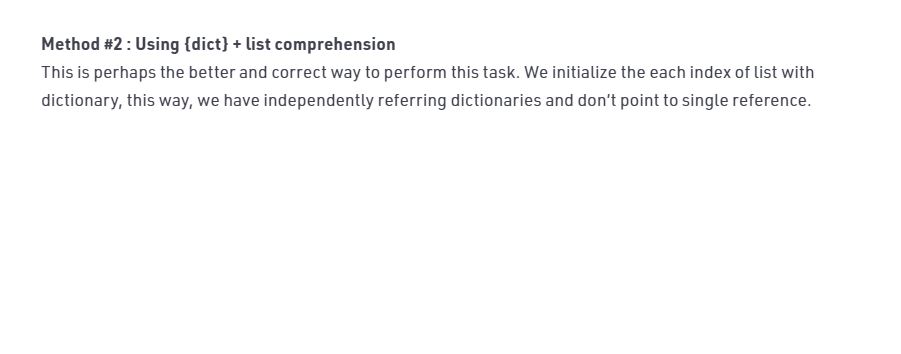 Method #2 : Using {dict} + list comprehension
This is perhaps the better and correct way to perform this task. We initialize the each index of list with
dictionary, this way, we have independently referring dictionaries and don’t point to single reference.